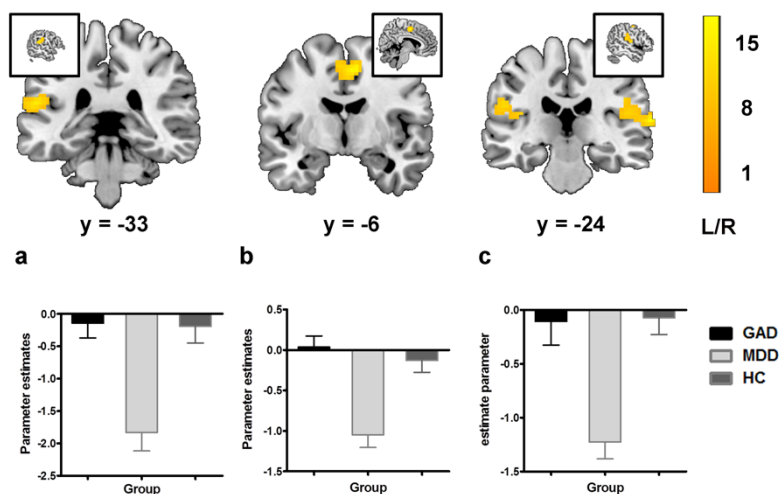 15
8
1
y = -33
y = -6
y = -24
L/R
a
b
c
0.0
-0.5
-1.0
-1.5
-2.0
-2.5
Parameter estimates
Group
0.5
0.0
-0.5
-1.0
-1.5
Parameter estimates
Group
0.0
-0.5
-1.0
-1.5
estimate parameter
Group
GAD
MDD
HC